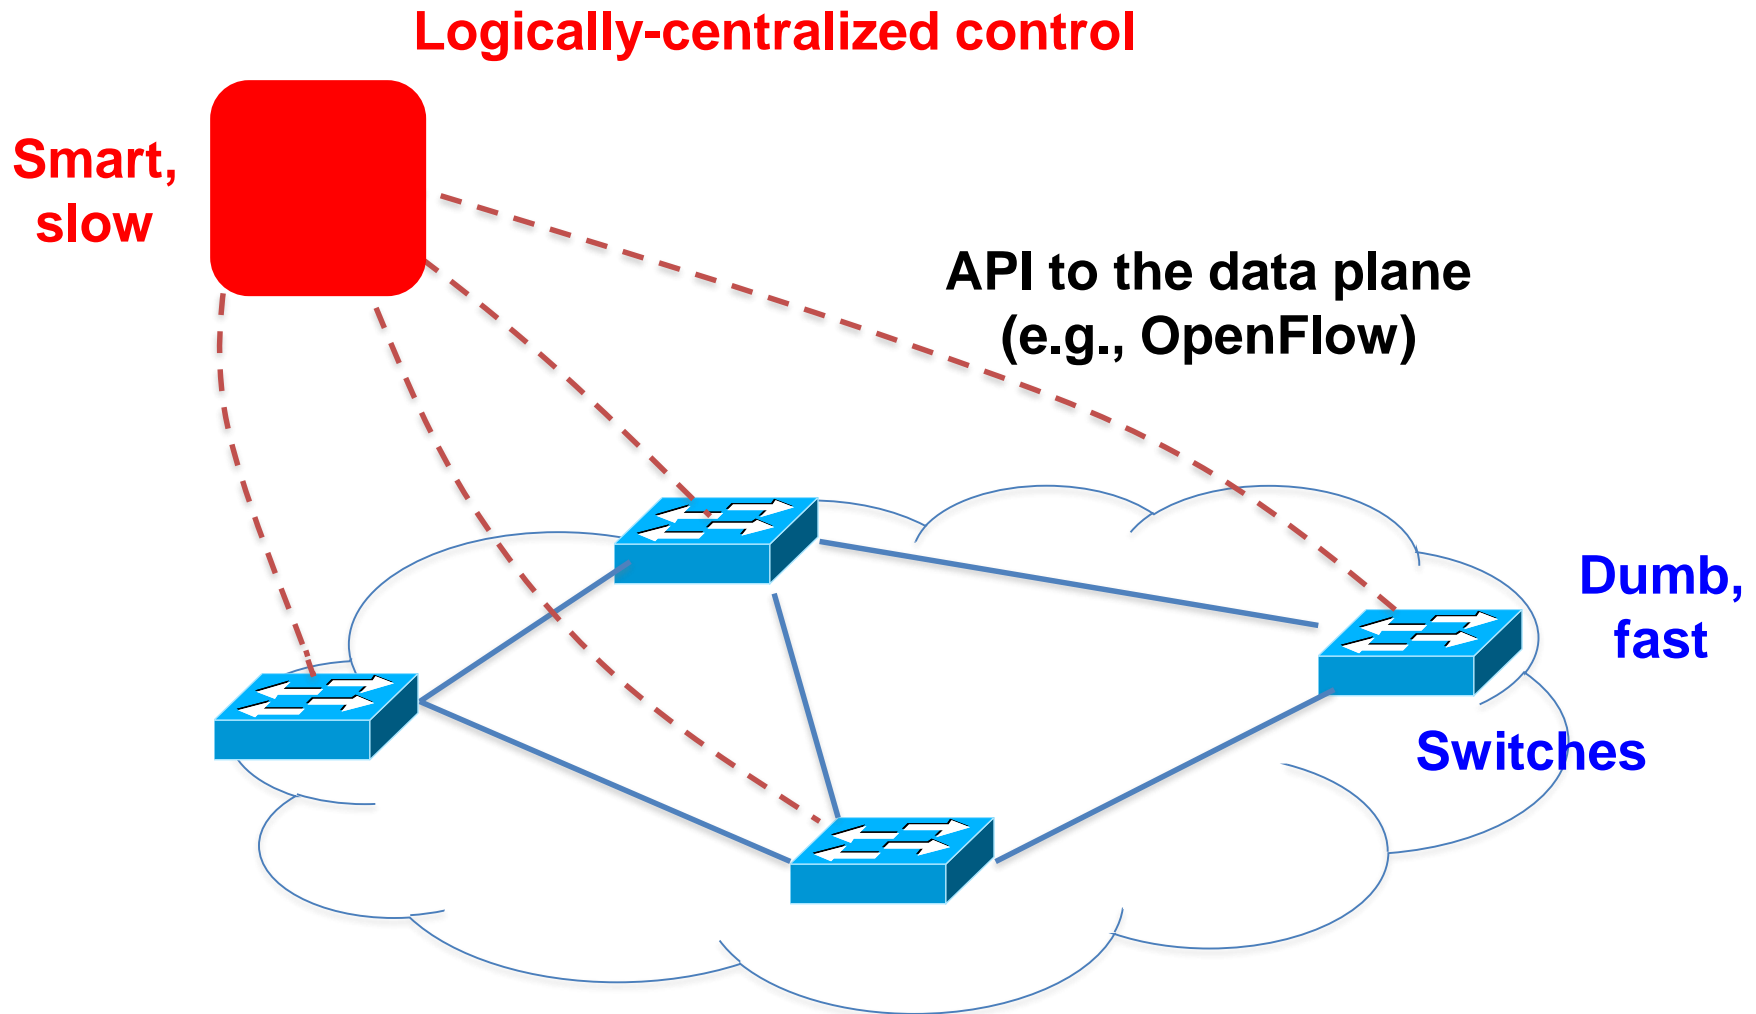 Logically-centralized control
Smart,
slow
API to the data plane
(e.g., OpenFlow)
Dumb,
fast
Switches